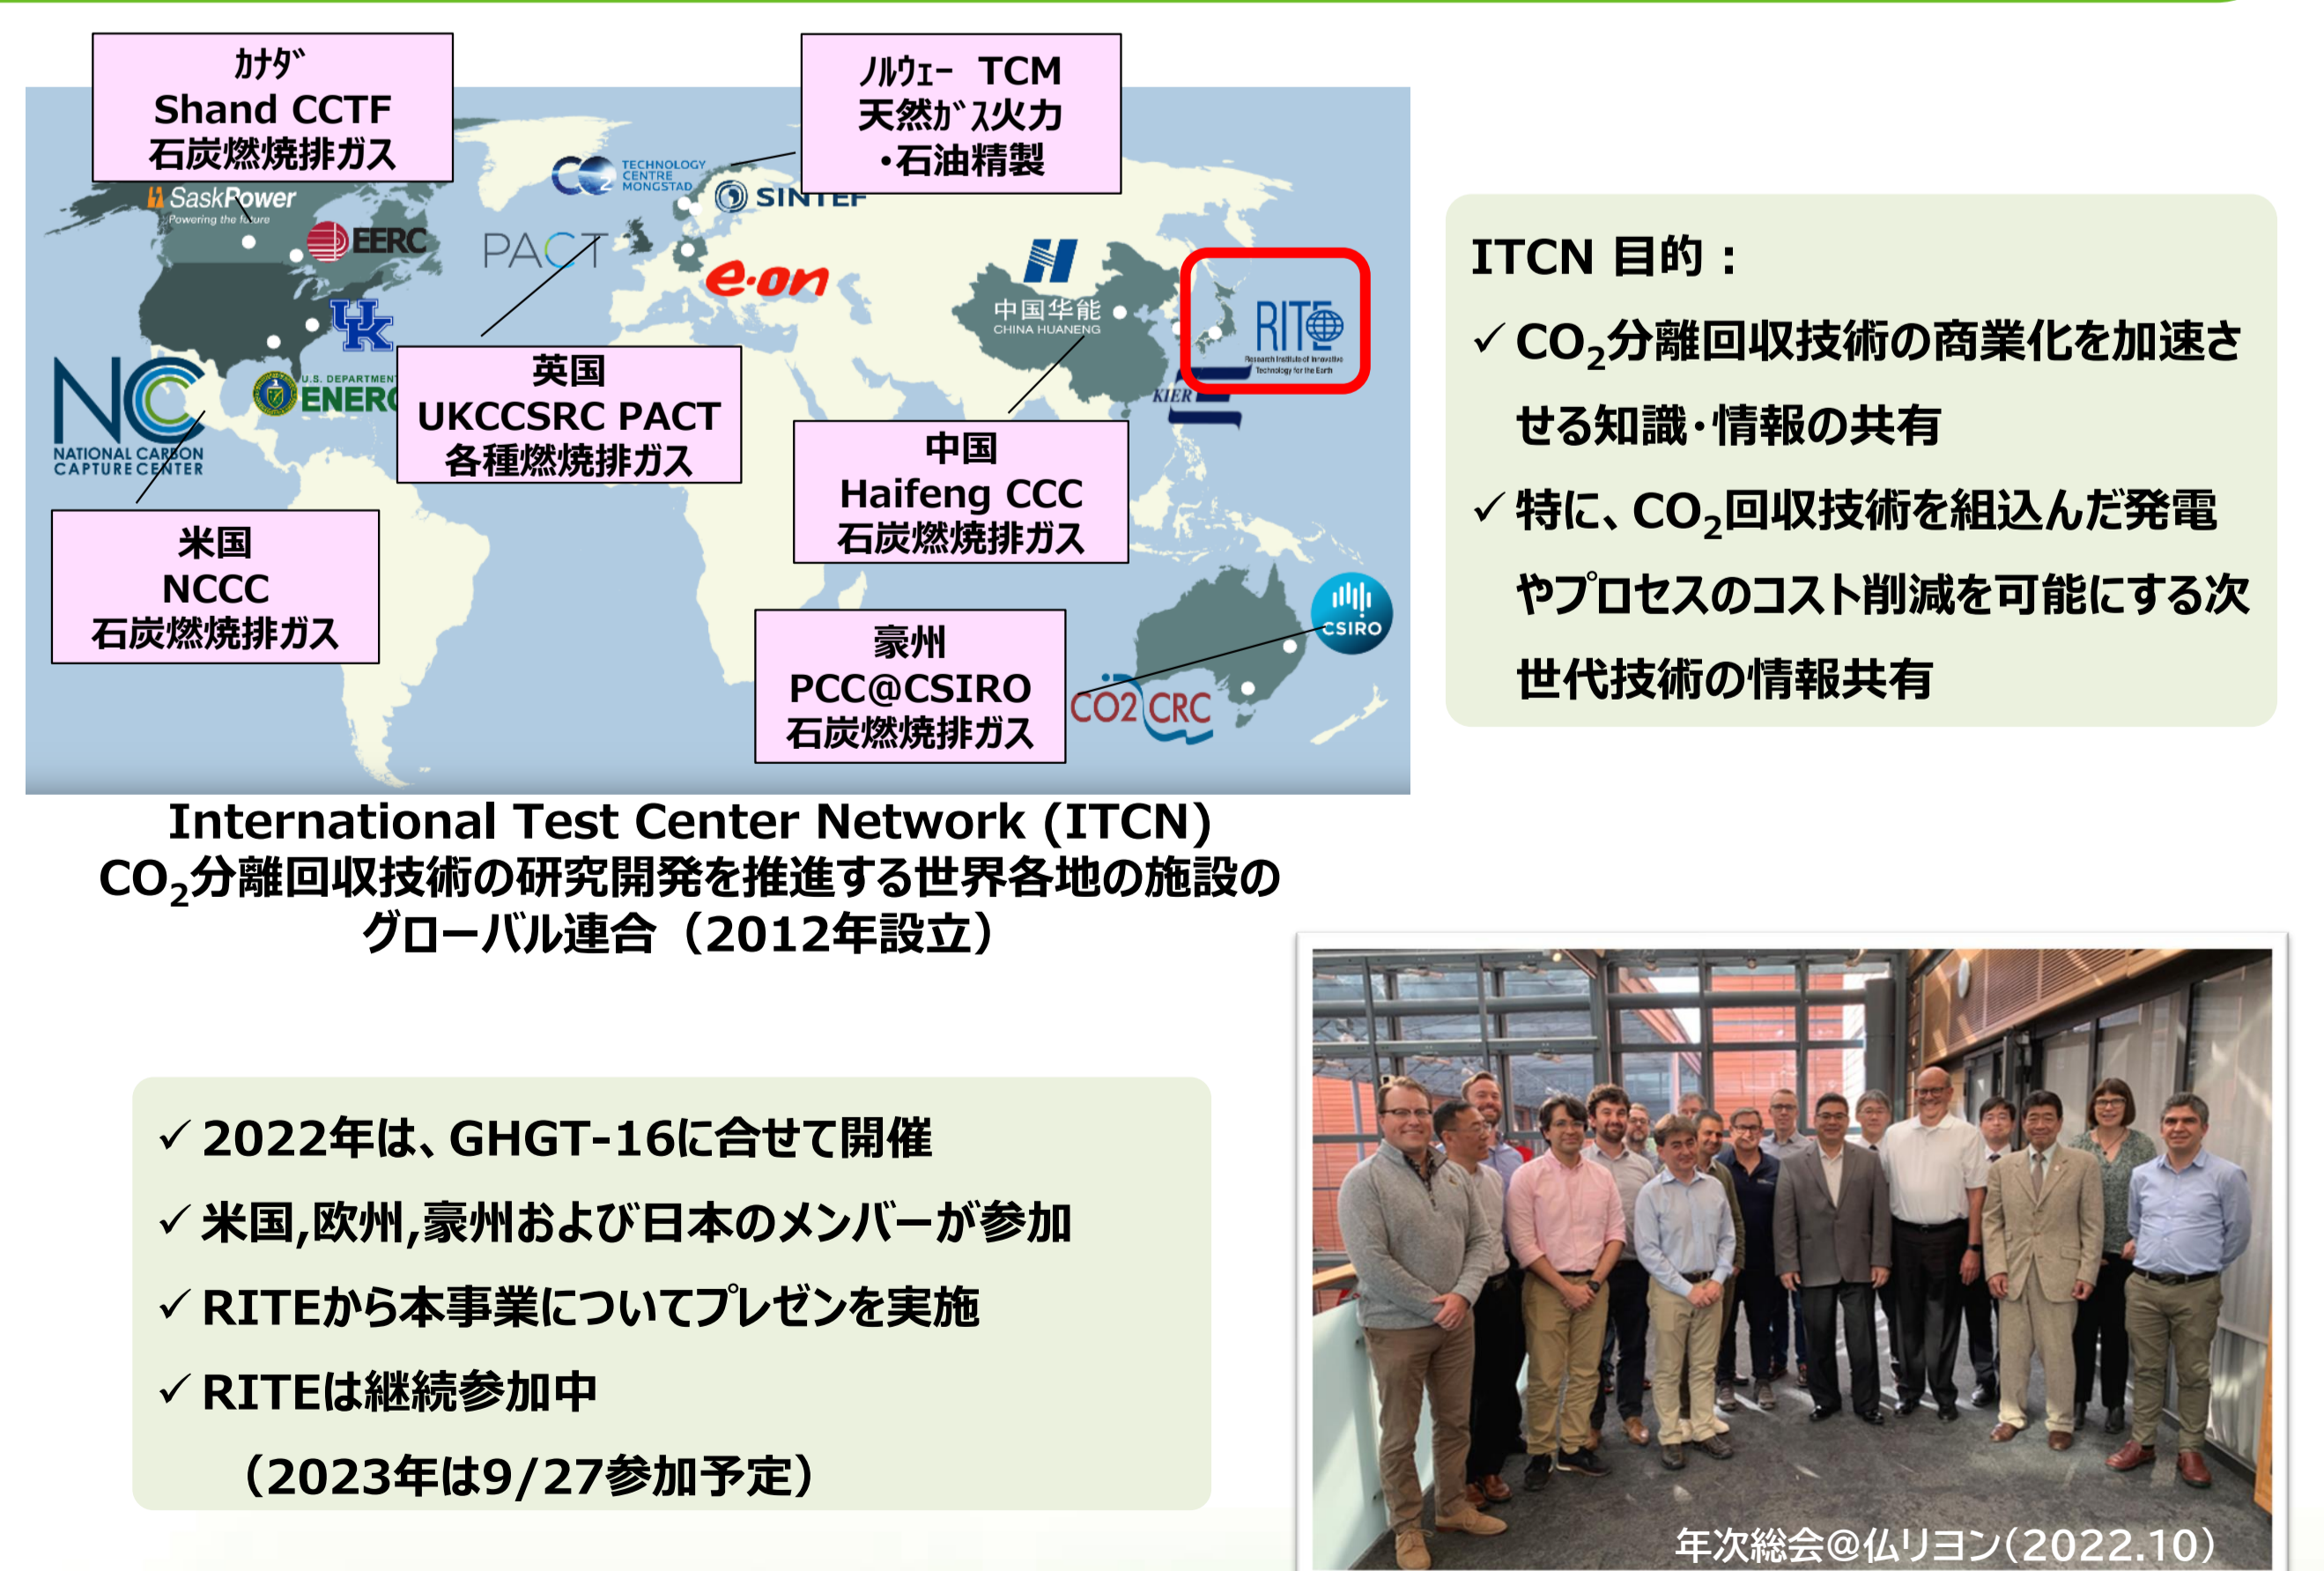 ｶﾅﾀﾞ
Shand CCTF
石炭燃焼排ガス
ﾉﾙｳｪｰ TCM
天然ｶﾞｽ火力
・石油精製
SaskPower
Powering the future
EERC
CO2 TECHNOLOGY
CENTRE
MONGSTAD
SINTEF
PACT
e·on
UK
中国华能
CHINA HUANENG
RITE
Research Institute of Innovative
Technology for the Earth
KIER
NCCC
NATIONAL CARBON
CAPTURE CENTER
U.S. DEPARTMENT
ENERG
英国
UKCCSRC PACT
各種燃焼排ガス
中国
Haifeng CCC
石炭燃焼排ガス
米国
NCCC
石炭燃焼排ガス
豪州
PCC@CSIRO
石炭燃焼排ガス
CSIRO
CO2 CRC
International Test Center Network (ITCN)
CO₂分離回収技術の研究開発を推進する世界各地の施設の
グローバル連合（2012年設立）
ITCN 目的：
✓ CO₂分離回収技術の商業化を加速さ
せる知識・情報の共有
✓ 特に、CO₂回収技術を組込んだ発電
やプロセスのコスト削減を可能にする次
世代技術の情報共有
✓ 2022年は、GHGT-16に合せて開催
✓ 米国,欧州,豪州および日本のメンバーが参加
✓ RITEから本事業についてプレゼンを実施
✓ RITEは継続参加中
（2023年は9/27参加予定）
年次総会＠仏リヨン（2022.10）